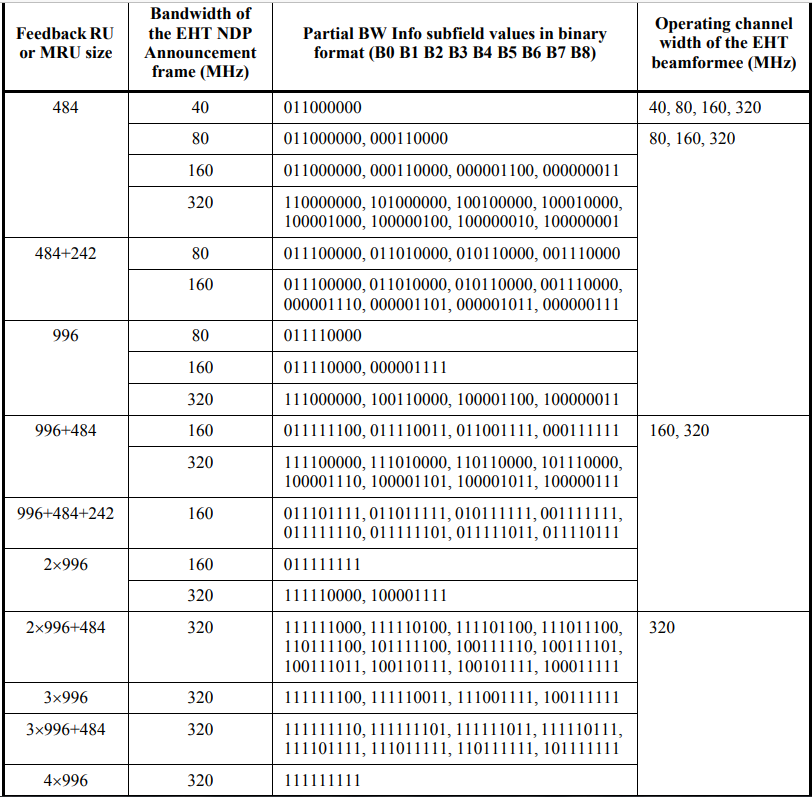 Feedback RU or MRU size | Bandwidth of the EHT NDP Announcement frame (MHz) | Partial BW Info subfield values in binary format (B0 B1 B2 B3 B4 B5 B6 B7 B8) | Operating channel width of the EHT beamformee (MHz)
484 | 40 | 011000000 | 40, 80, 160, 320
80 | 011000000, 000110000 | 80, 160, 320
160 | 011000000, 000110000, 000001100, 000000011
320 | 110000000, 101000000, 100100000, 100010000,
100001000, 100000100, 100000010, 100000001
484+242 | 80 | 011100000, 011010000, 010110000, 001110000
160 | 011100000, 011010000, 010110000, 001110000,
000001110, 000001101, 000001011, 000000111
996 | 80 | 011110000
160 | 011110000, 000001111
320 | 111000000, 100110000, 100001100, 100000011
996+484 | 160 | 011111100, 011110011, 011001111, 000111111 | 160, 320
320 | 111100000, 111010000, 110110000, 101110000,
100001110, 100001101, 100001011, 100000111
996+484+242 | 160 | 011101111, 011011111, 010111111, 001111111,
011111110, 011111101, 011111011, 011110111
2×996 | 160 | 011111111
320 | 111110000, 100001111
2×996+484 | 320 | 111111000, 111110100, 111101100, 111011100, | 320
110111100, 101111100, 100111110, 100111101,
100111011, 100110111, 100101111, 100011111
3×996 | 320 | 111111100, 111110011, 111001111, 100111111
3×996+484 | 320 | 111111110, 111111101, 111111011, 111110111,
111101111, 111011111, 110111111, 101111111
4×996 | 320 | 111111111